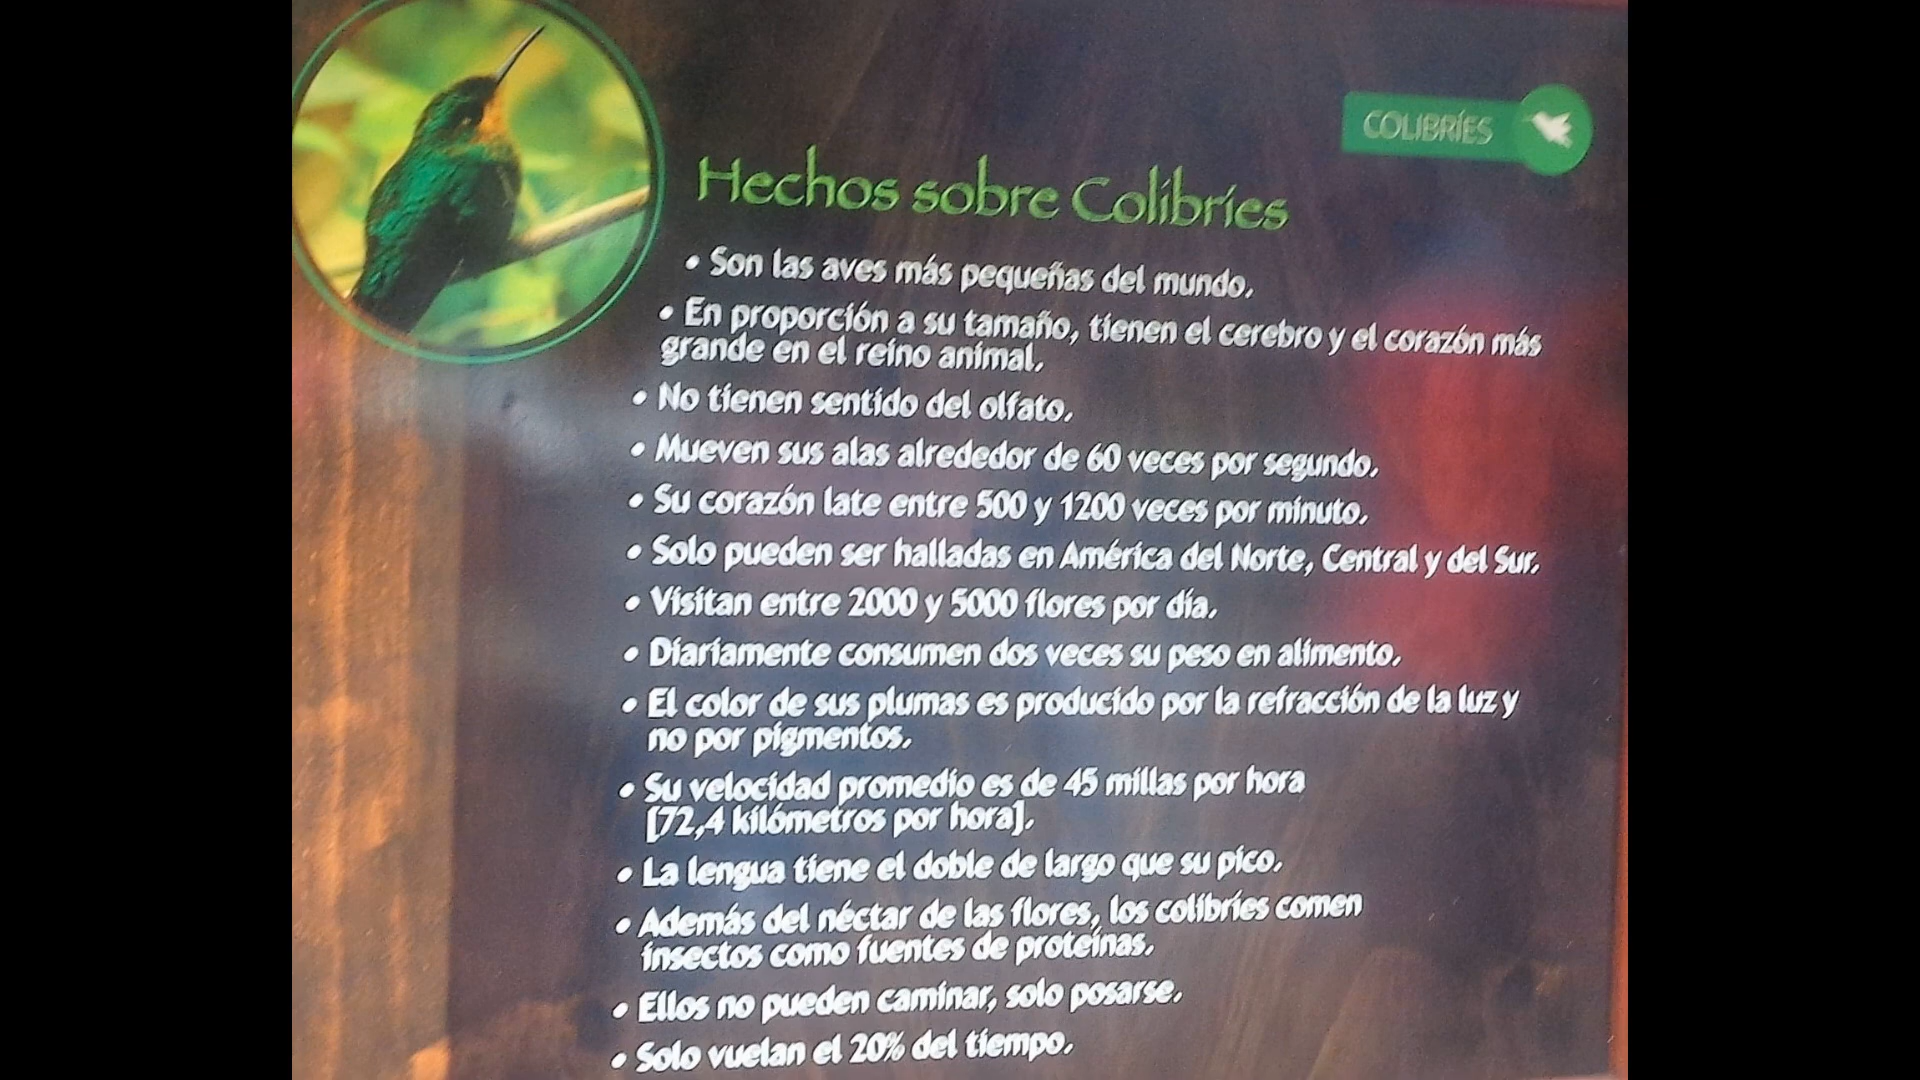 COLIBRÍES
Hechos sobre Colibríes
• Son las aves más pequeñas del mundo.
• En proporción a su tamaño, tienen el cerebro y el corazón más
grande en el reino animal.
• No tienen sentido del olfato.
• Mueven sus alas alrededor de 60 veces por segundo.
• Su corazón late entre 500 y 1200 veces por minuto.
• Solo pueden ser halladas en América del Norte, Central y del Sur.
• Visitan entre 2000 y 5000 flores por día.
• Diariamente consumen dos veces su peso en alimento.
• El color de sus plumas es producido por la refracción de la luz y
no por pigmentos.
• Su velocidad promedio es de 45 millas por hora
[72,4 kilómetros por hora].
• La lengua tiene el doble de largo que su pico.
• Además del néctar de las flores, los colibríes comen
insectos como fuentes de proteínas.
• Ellos no pueden caminar, solo posarse.
• Solo vuelan el 20% del tiempo.